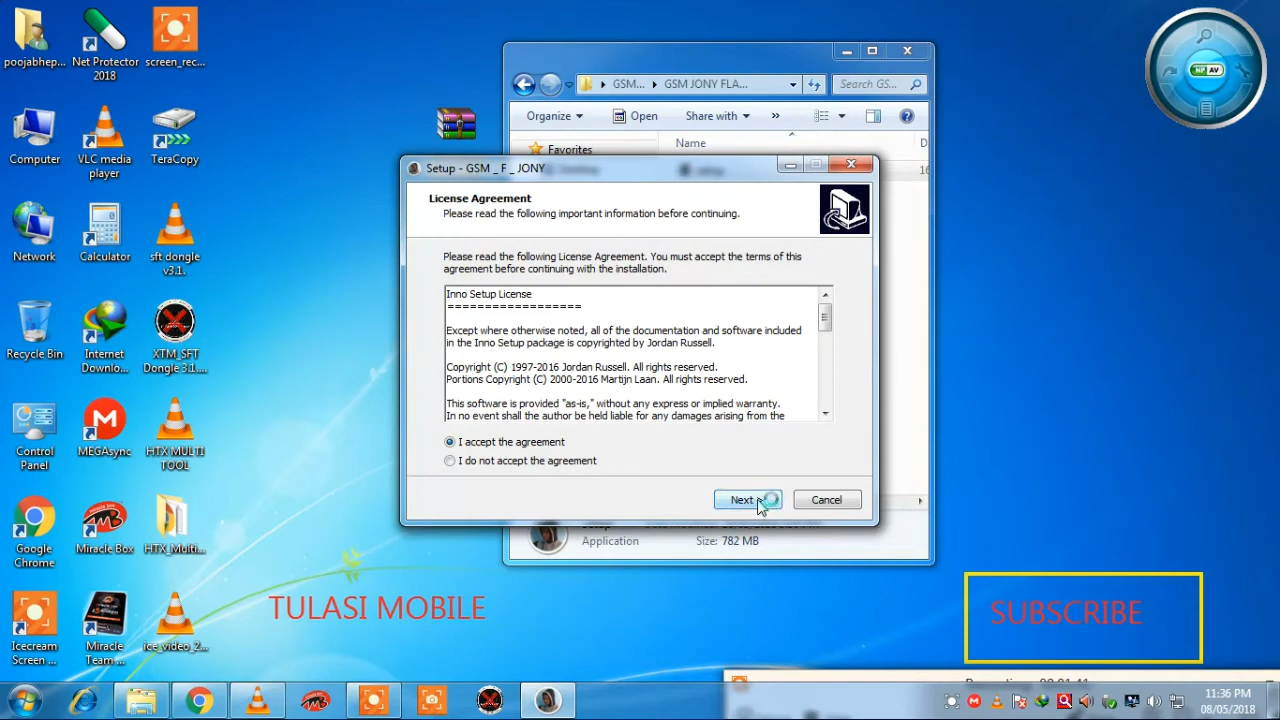 poojabhep...
Net Protector
2018
screen_rec...
Computer
VLC media
player
TeraCopy
Network
Calculator
sft dongle
v3.1.
Recycle Bin
Internet
Downlo...
XTM_SFT
Dongle 3.1....
Control
Panel
MEGAsync
HTX MULTI
TOOL
Google
Chrome
Miracle Box
HTX_Multi...
Icecream
Screen ...
Miracle
Team ...
ice_video_2...
GSM...
GSM JONY FLA...
Search GS...
Organize
Open
Share with
»
Name
D
Favorites
16
Setup - GSM _ F _ JONY
License Agreement
Please read the following important information before continuing.
Please read the following License Agreement. You must accept the terms of this
agreement before continuing with the installation.
Inno Setup License
==================
Except where otherwise noted, all of the documentation and software included
in the Inno Setup package is copyrighted by Jordan Russell.
Copyright (C) 1997-2016 Jordan Russell. All rights reserved.
Portions Copyright (C) 2000-2016 Martijn Laan. All rights reserved.
This software is provided "as-is," without any express or implied warranty.
In no event shall the author be held liable for any damages arising from the
I accept the agreement
I do not accept the agreement
Next >
Cancel
Application
Size: 782 MB
TULASI MOBILE
SUBSCRIBE
NP AV
11:36 PM
08/05/2018